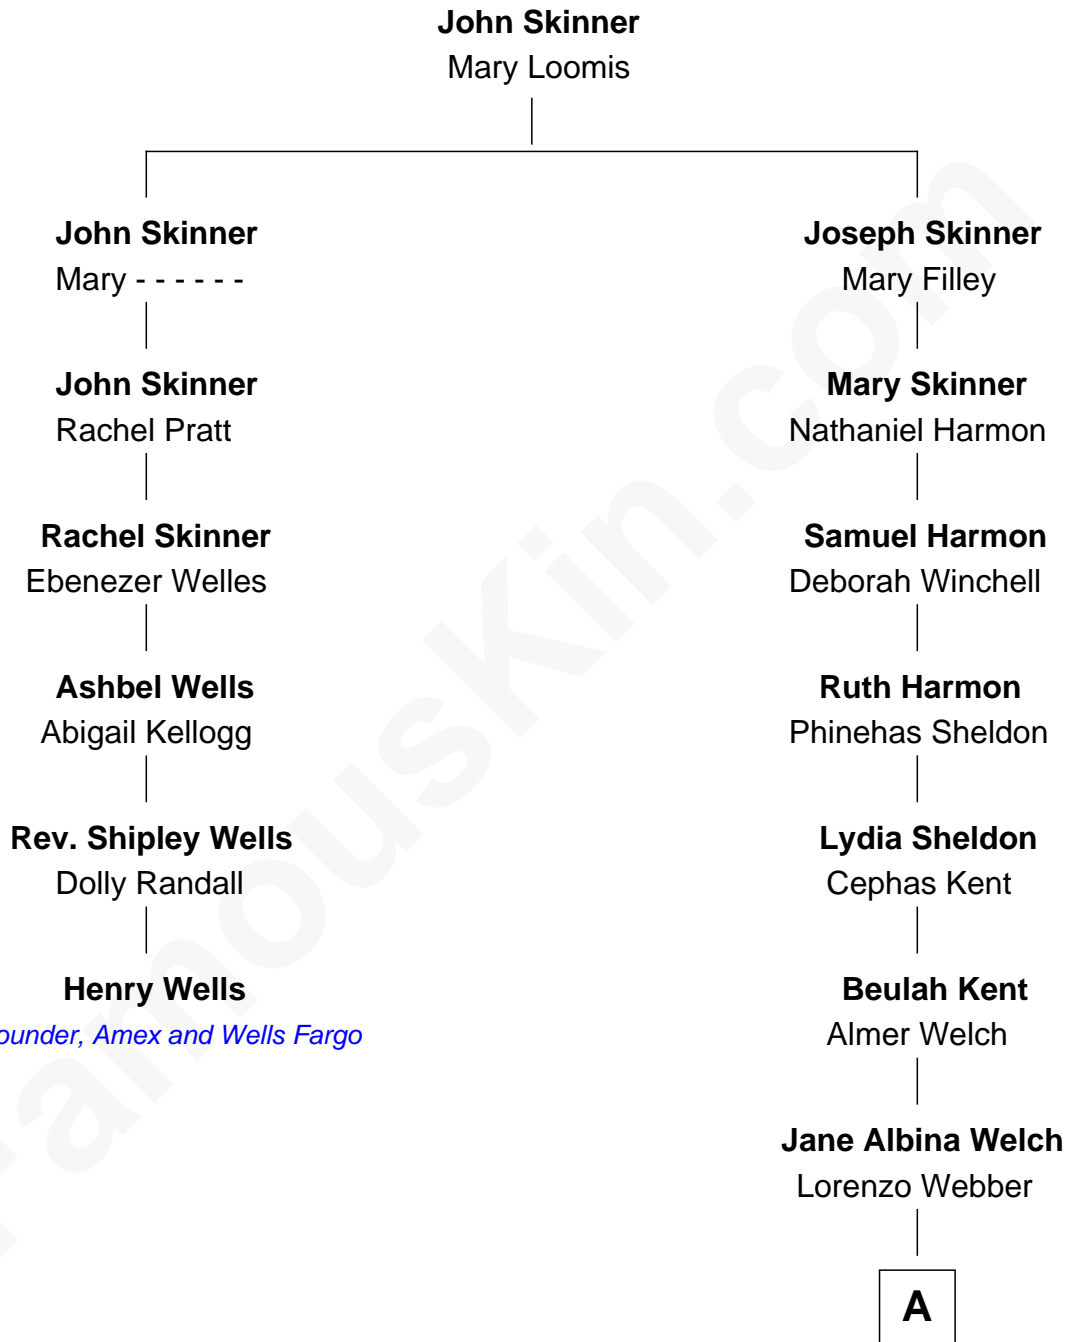 John Skinner
Mary Loomis
John Skinner
Mary - - - - - -
Joseph Skinner
Mary Filley
John Skinner
Rachel Pratt
Mary Skinner
Nathaniel Harmon
Rachel Skinner
Ebenezer Welles
Samuel Harmon
Deborah Winchell
Ashbel Wells
Abigail Kellogg
Ruth Harmon
Phinehas Sheldon
Rev. Shipley Wells
Dolly Randall
Lydia Sheldon
Cephas Kent
Henry Wells
ounder, Amex and Wells Fargo
Beulah Kent
Almer Welch
Jane Albina Welch
Lorenzo Webber
A
FamousKin.com